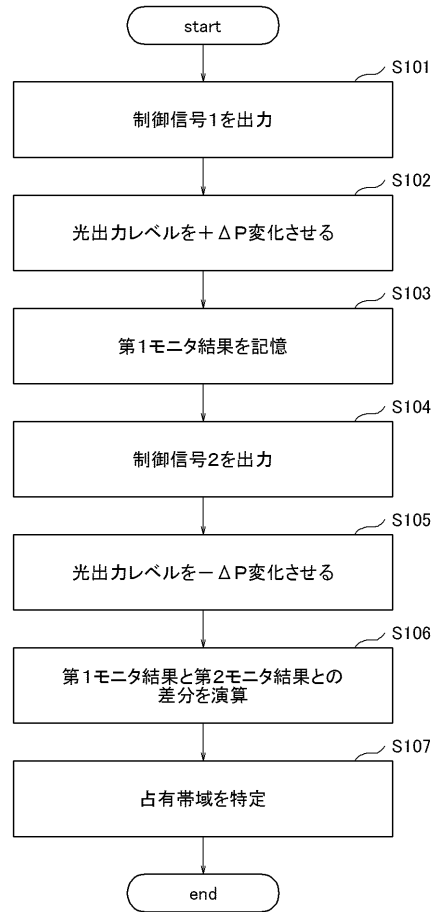 start
S101
制御信号1を出力
S102
光出力レベルを+ΔP変化させる
S103
第1モニタ結果を記憶
S104
制御信号2を出力
S105
光出力レベルを-ΔP変化させる
S106
第1モニタ結果と第2モニタ結果との
差分を演算
S107
占有帯域を特定
end